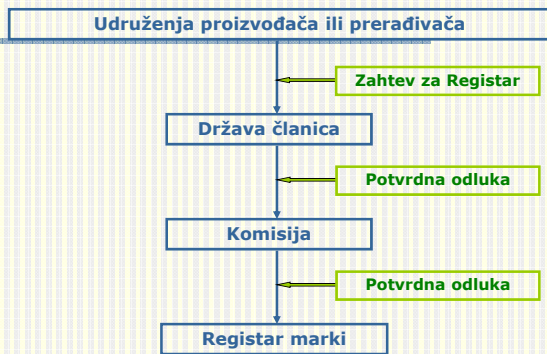 Udruženja proizvođača ili prerađivača
Zahtev za Registar
Država članica
Potvrdna odluka
Komisija
Potvrdna odluka
Registar marki